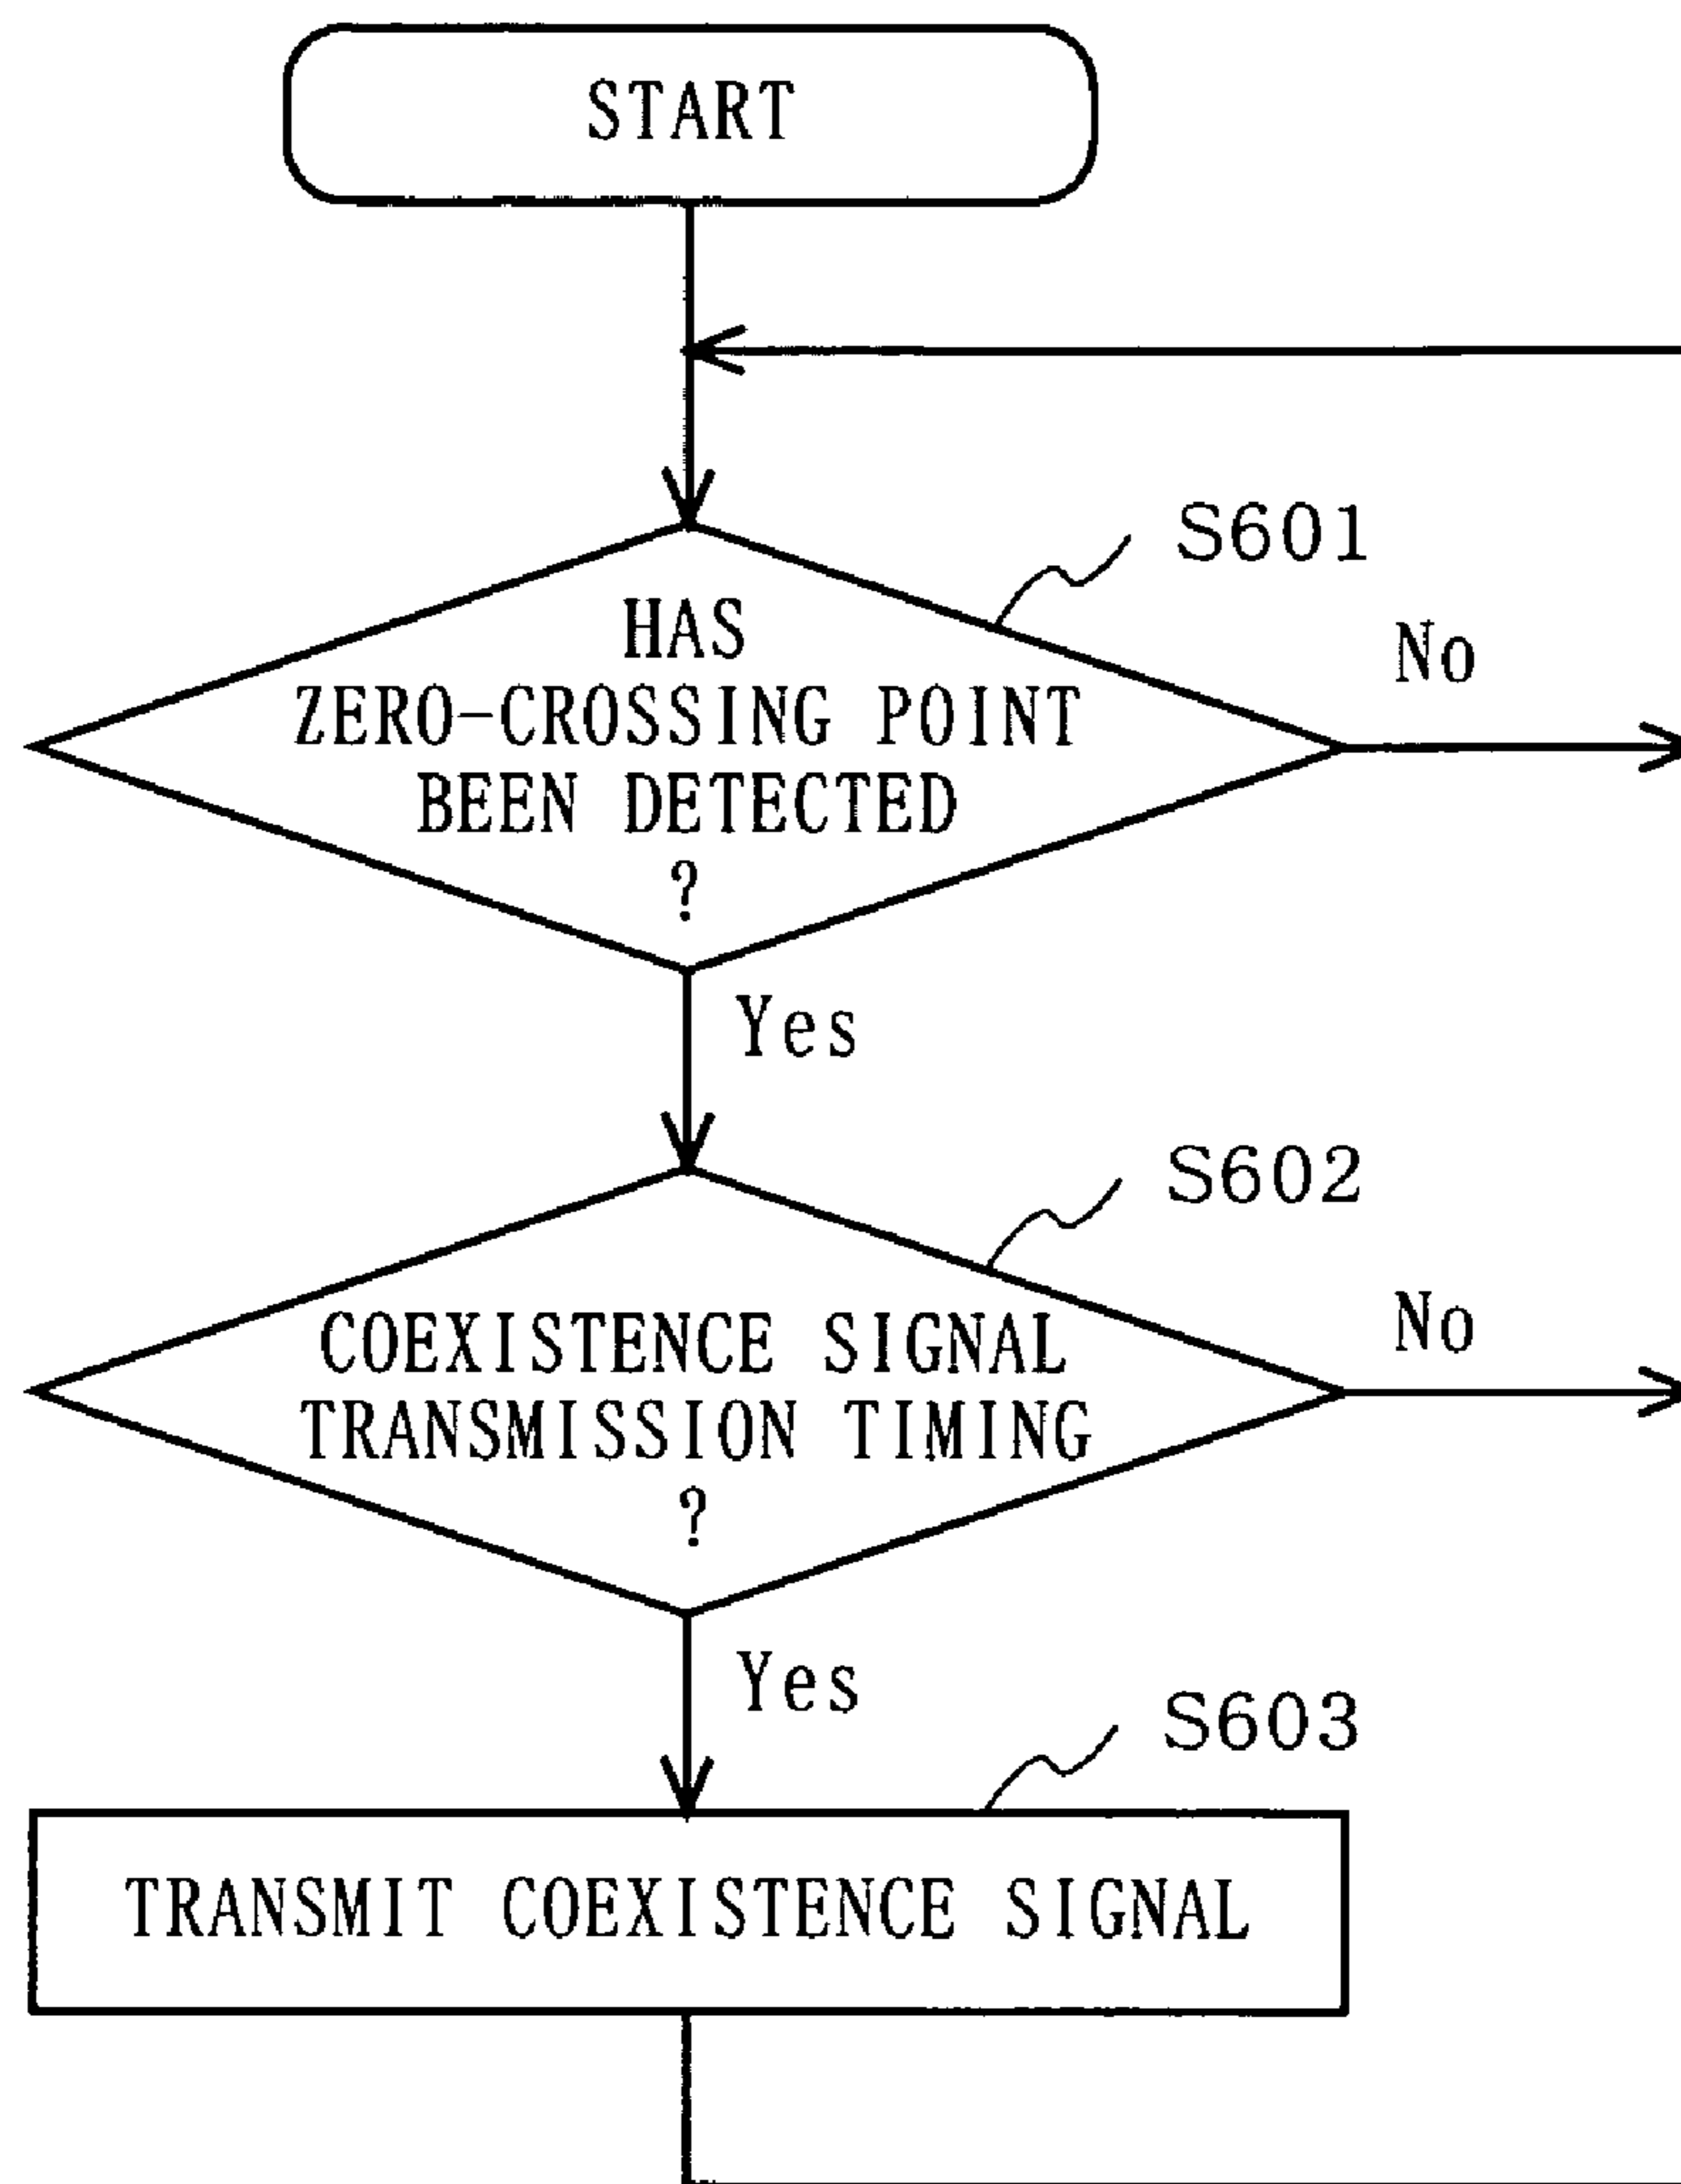 START
S601
HAS
No
ZERO-CROSSING POINT
BEEN DETECTED
?
Yes
S602
COEXISTENCE SIGNAL
No
TRANSMISSION TIMING
?
Yes
S603
TRANSMIT COEXISTENCE SIGNAL